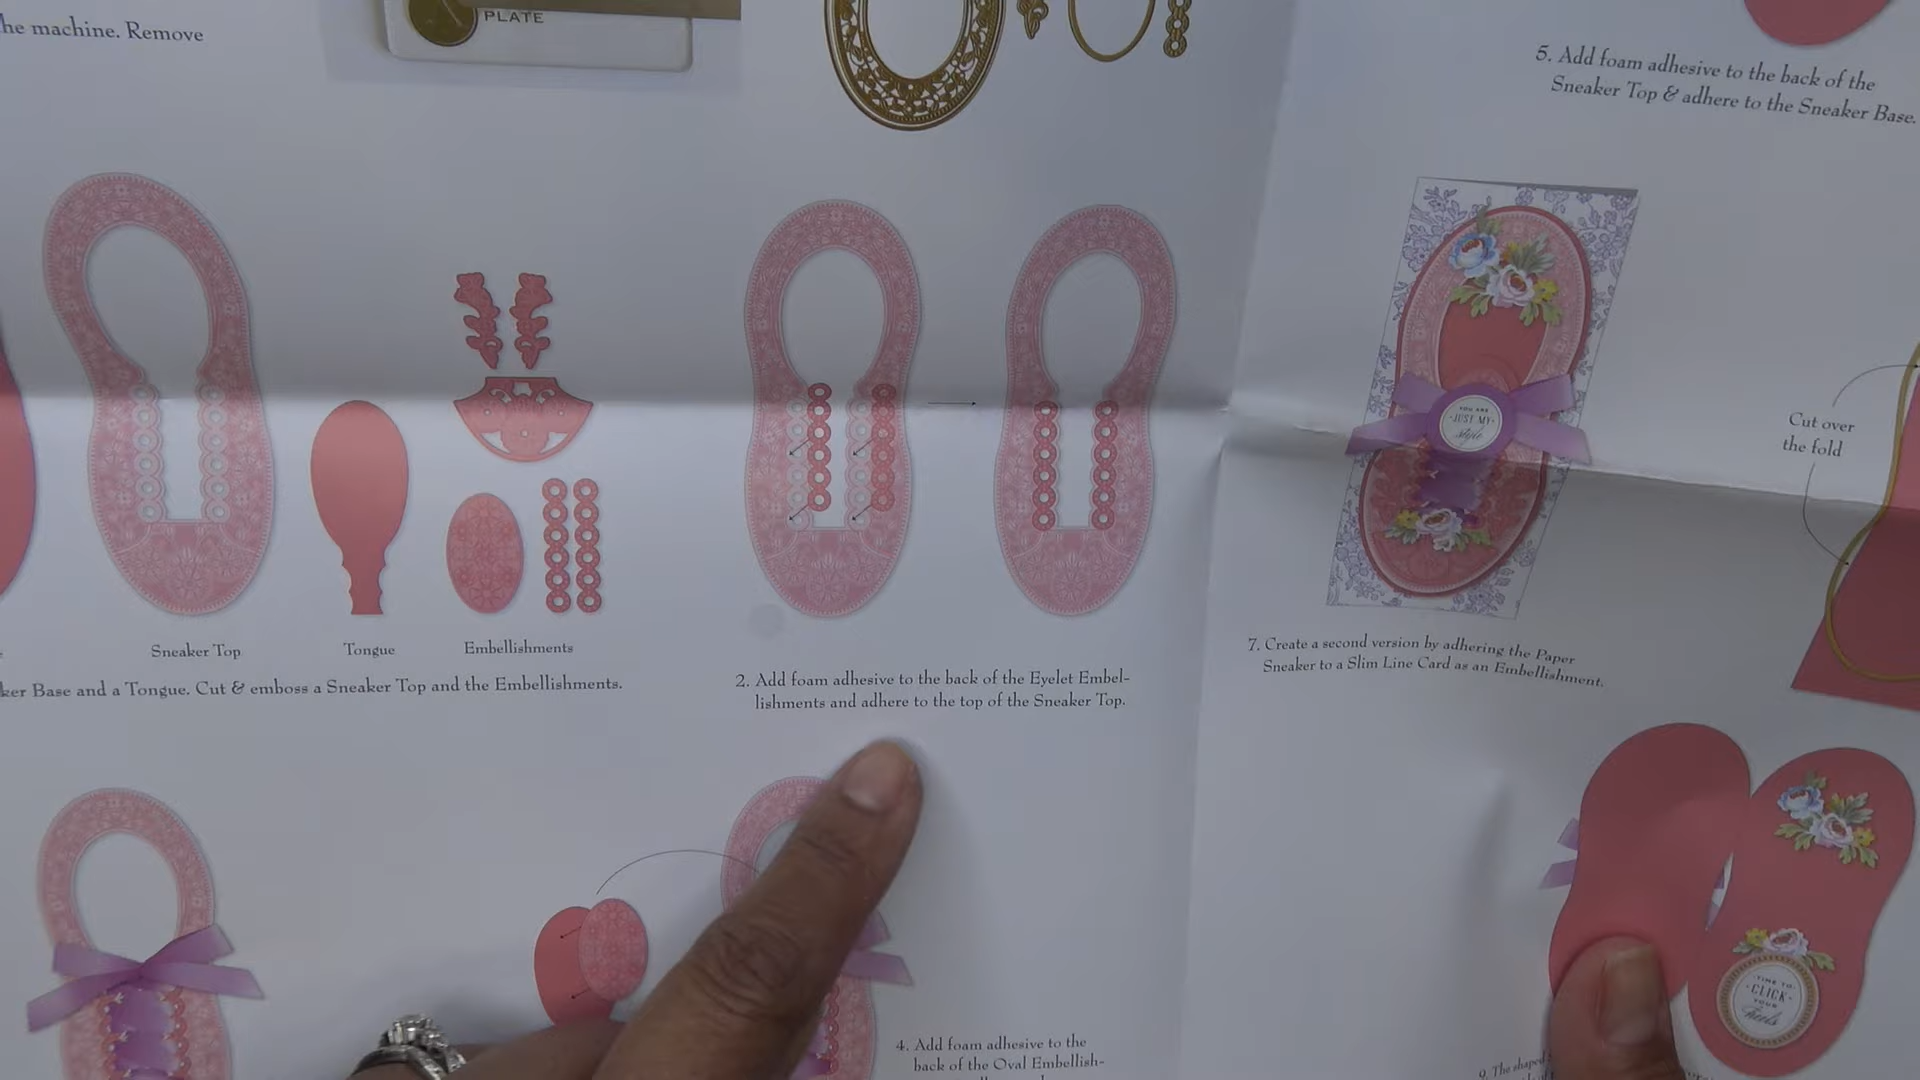 he machine. Remove
PLATE
Sneaker Top
Tongue
Embellishments
ker Base and a Tongue. Cut & emboss a Sneaker Top and the Embellishments.
2. Add foam adhesive to the back of the Eyelet Embel-
lishments and adhere to the top of the Sneaker Top.
4. Add foam adhesive to the
back of the Oval Embellish-
5. Add foam adhesive to the back of the
Sneaker Top & adhere to the Sneaker Base.
YOU ARE
JUST MY
style
Cut over
the fold
7. Create a second version by adhering the Paper
Sneaker to a Slim Line Card as an Embellishment.
TIME TO
CLICK
YOUR
Heels
9. The shaped